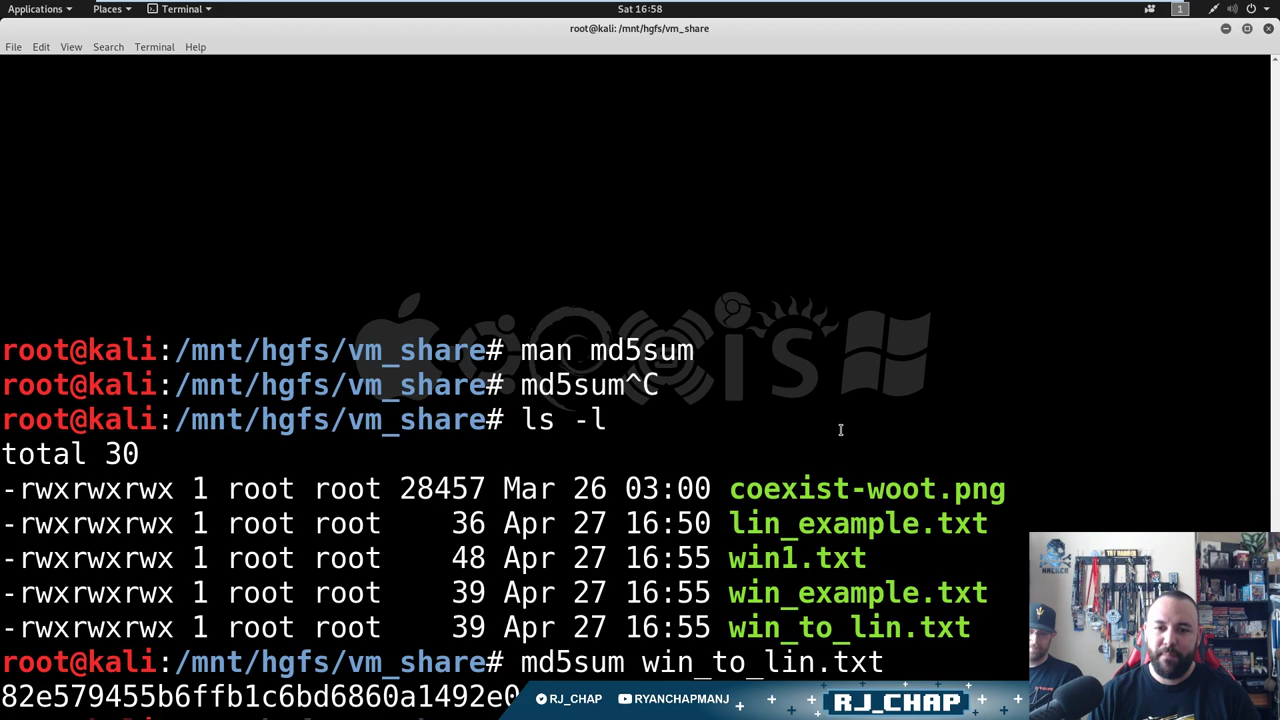 Applications Places Terminal Sat 16:58 1
root@kali: /mnt/hgfs/vm_share
File Edit View Search Terminal Help
coexis
root@kali:/mnt/hgfs/vm_share# man md5sum
root@kali:/mnt/hgfs/vm_share# md5sum^C
root@kali:/mnt/hgfs/vm_share# ls -l
total 30
-rwxrwxrwx 1 root root 28457 Mar 26 03:00 coexist-woot.png
-rwxrwxrwx 1 root root 36 Apr 27 16:50 lin_example.txt
-rwxrwxrwx 1 root root 48 Apr 27 16:55 win1.txt
-rwxrwxrwx 1 root root 39 Apr 27 16:55 win_example.txt
-rwxrwxrwx 1 root root 39 Apr 27 16:55 win_to_lin.txt
root@kali:/mnt/hgfs/vm_share# md5sum win_to_lin.txt
82e579455b6ffb1c6bd6860a1492e0
RJ_CHAP RYANCHAPMANJ RJ_CHAP